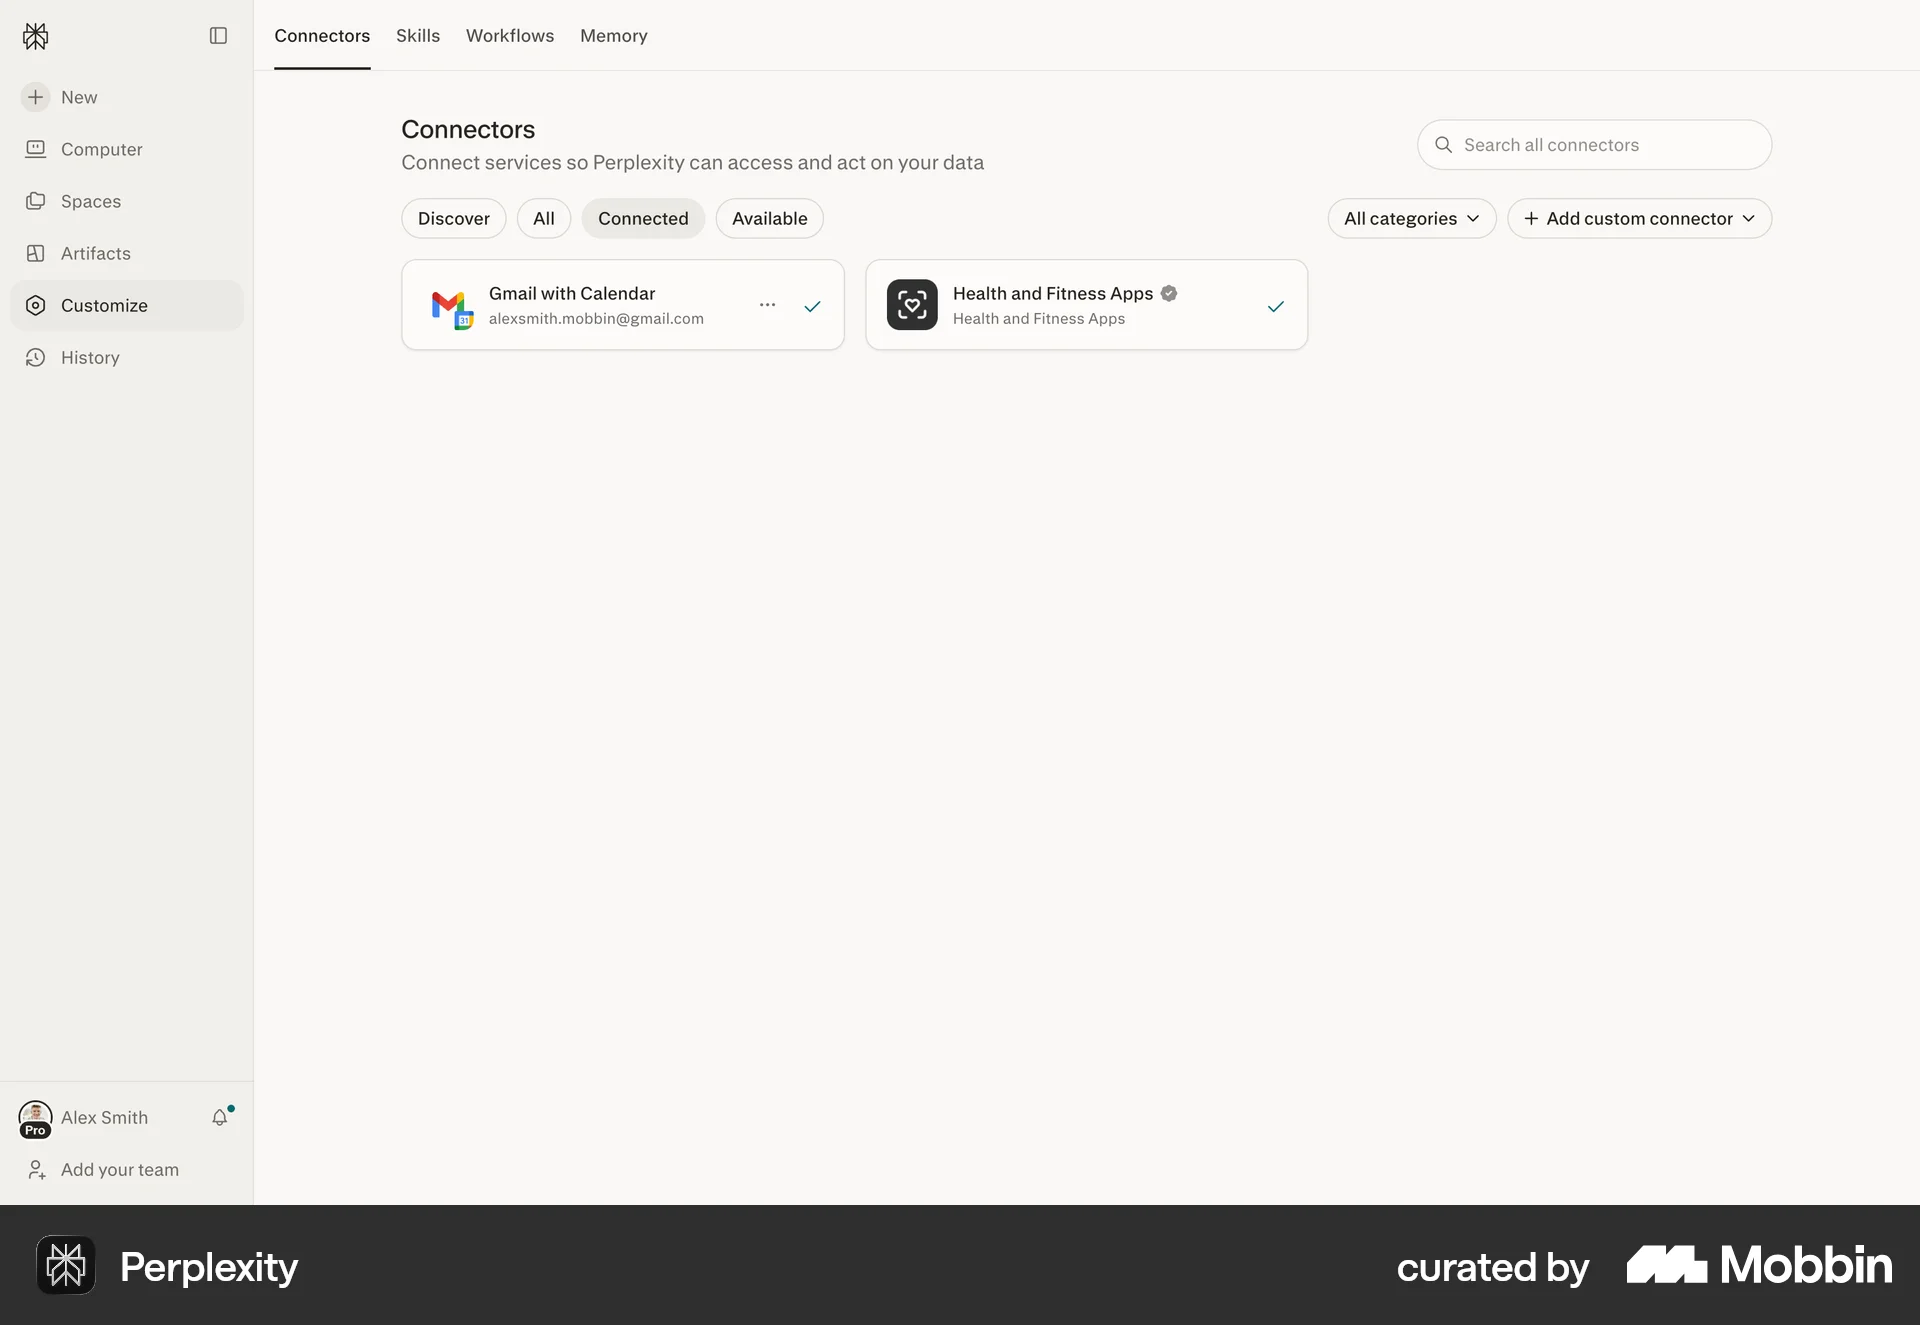 Connectors Skills Workflows Memory
New
Computer
Spaces
Artifacts
Customize
History
Connectors
Connect services so Perplexity can access and act on your data
Search all connectors
Discover All Connected Available
All categories Add custom connector
Gmail with Calendar
alexsmith.mobbin@gmail.com
31
Health and Fitness Apps
Health and Fitness Apps
Alex Smith
Pro
Add your team
Perplexity
curated by Mobbin